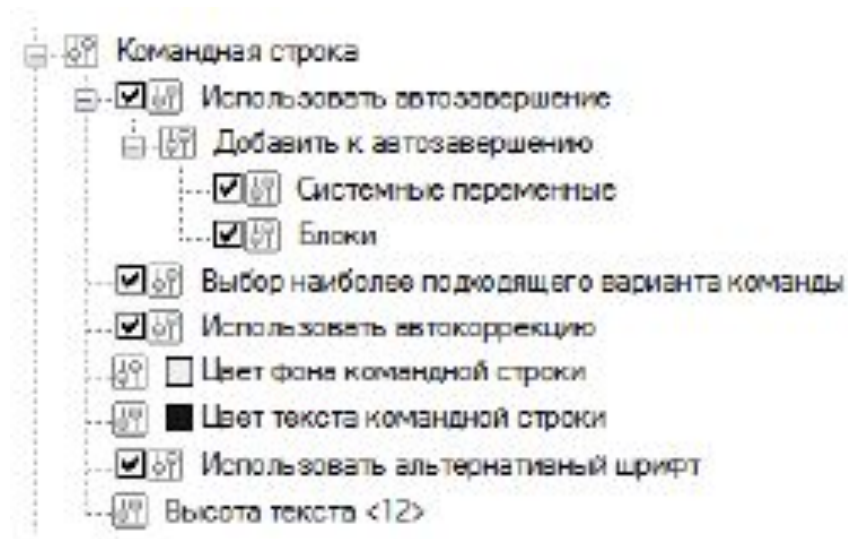 Командная строка
Использовать автозавершение
Добавить к автозавершению
Системные переменные
Блоки
Выбор наиболее подходящего варианта команды
Использовать автокоррекцию
Цвет фона командной строки
Цвет текста командной строки
Использовать альтернативный шрифт
Высота текста <12>